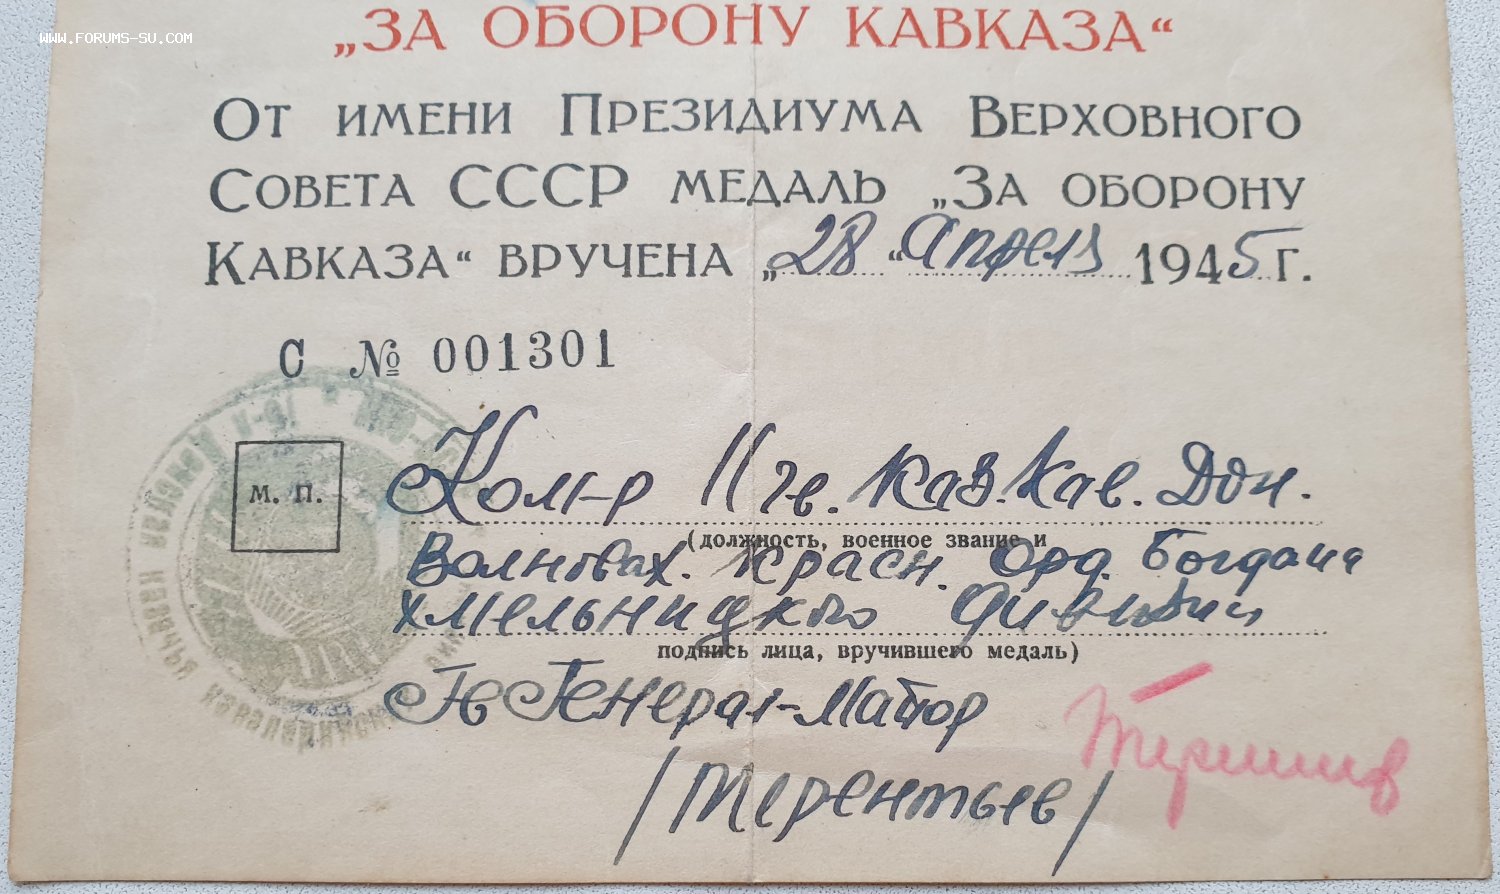 WWW.FORUMS-SU.COM
„ЗА ОБОРОНУ КАВКАЗА“
ОТ ИМЕНИ ПРЕЗИДИУМА ВЕРХОВНОГО
СОВЕТА СССР МЕДАЛЬ „ЗА ОБОРОНУ
КАВКАЗА“ ВРУЧЕНА „28“ Апреля 1945 г.
С № 001301
М. П.
Ком-р 11 гв. Каз. Кав. Дон.
(должность, военное звание и
Волновах. Красн. Орд. Богдана
Хмельницкого дивизии
подпись лица, вручившего медаль)
Гв Генерал-Майор
/Терентьев/